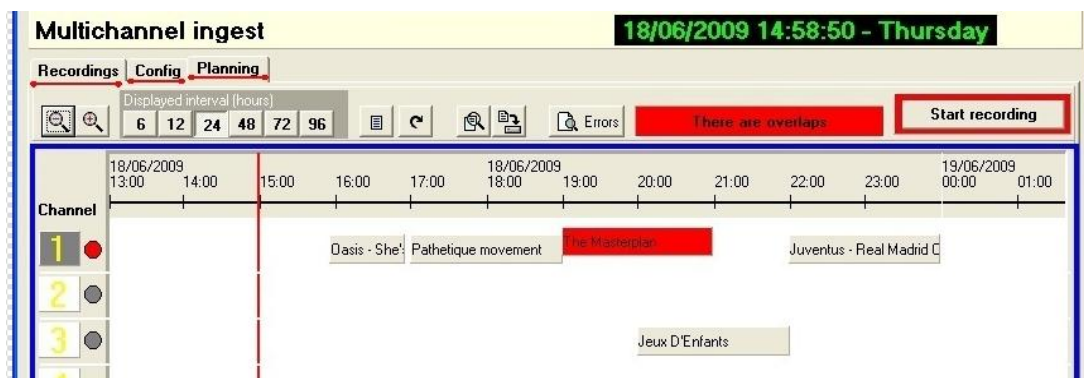 Multichannel ingest 18/06/2009 14:58:50 - Thursday
Recordings Config Planning
Displayed interval (hours)
6 12 24 48 72 96 Errors There are overlaps Start recording
18/06/2009 18/06/2009 19/06/2009
13:00 14:00 15:00 16:00 17:00 18:00 19:00 20:00 21:00 22:00 23:00 00:00 01:00
Channel
1 Oasis - She's Pathetique movement The Masterplan Juventus - Real Madrid C
2
3 Jeux D'Enfants